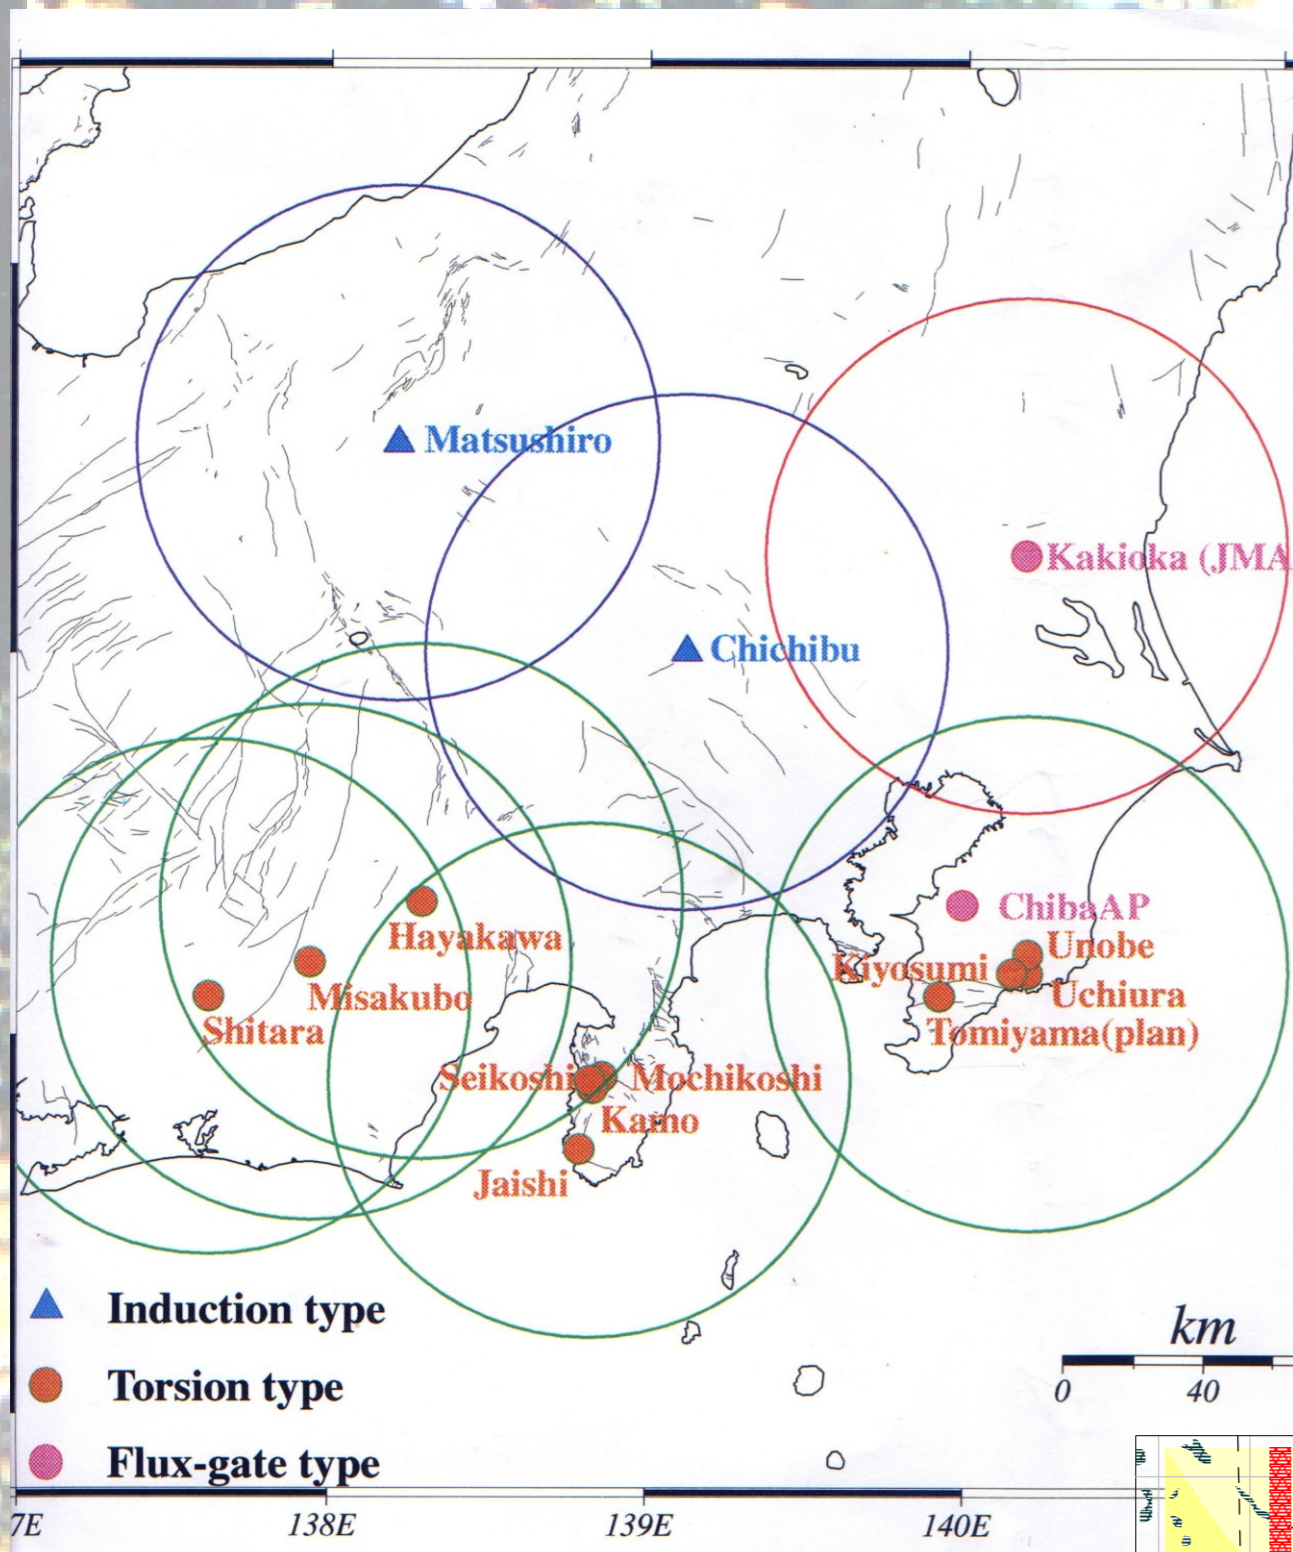 Matsushiro
Kakioka (JMA
Chichibu
ChibaAP
Hayakawa
Unobe
Kiyosumi
Misakubo
Uchiura
Shitara
Tomiyama(plan)
Seikoshi
Mochikoshi
Kamo
Jaishi
Induction type
km
Torsion type
0 40
Flux-gate type
7E 138E 139E 140E